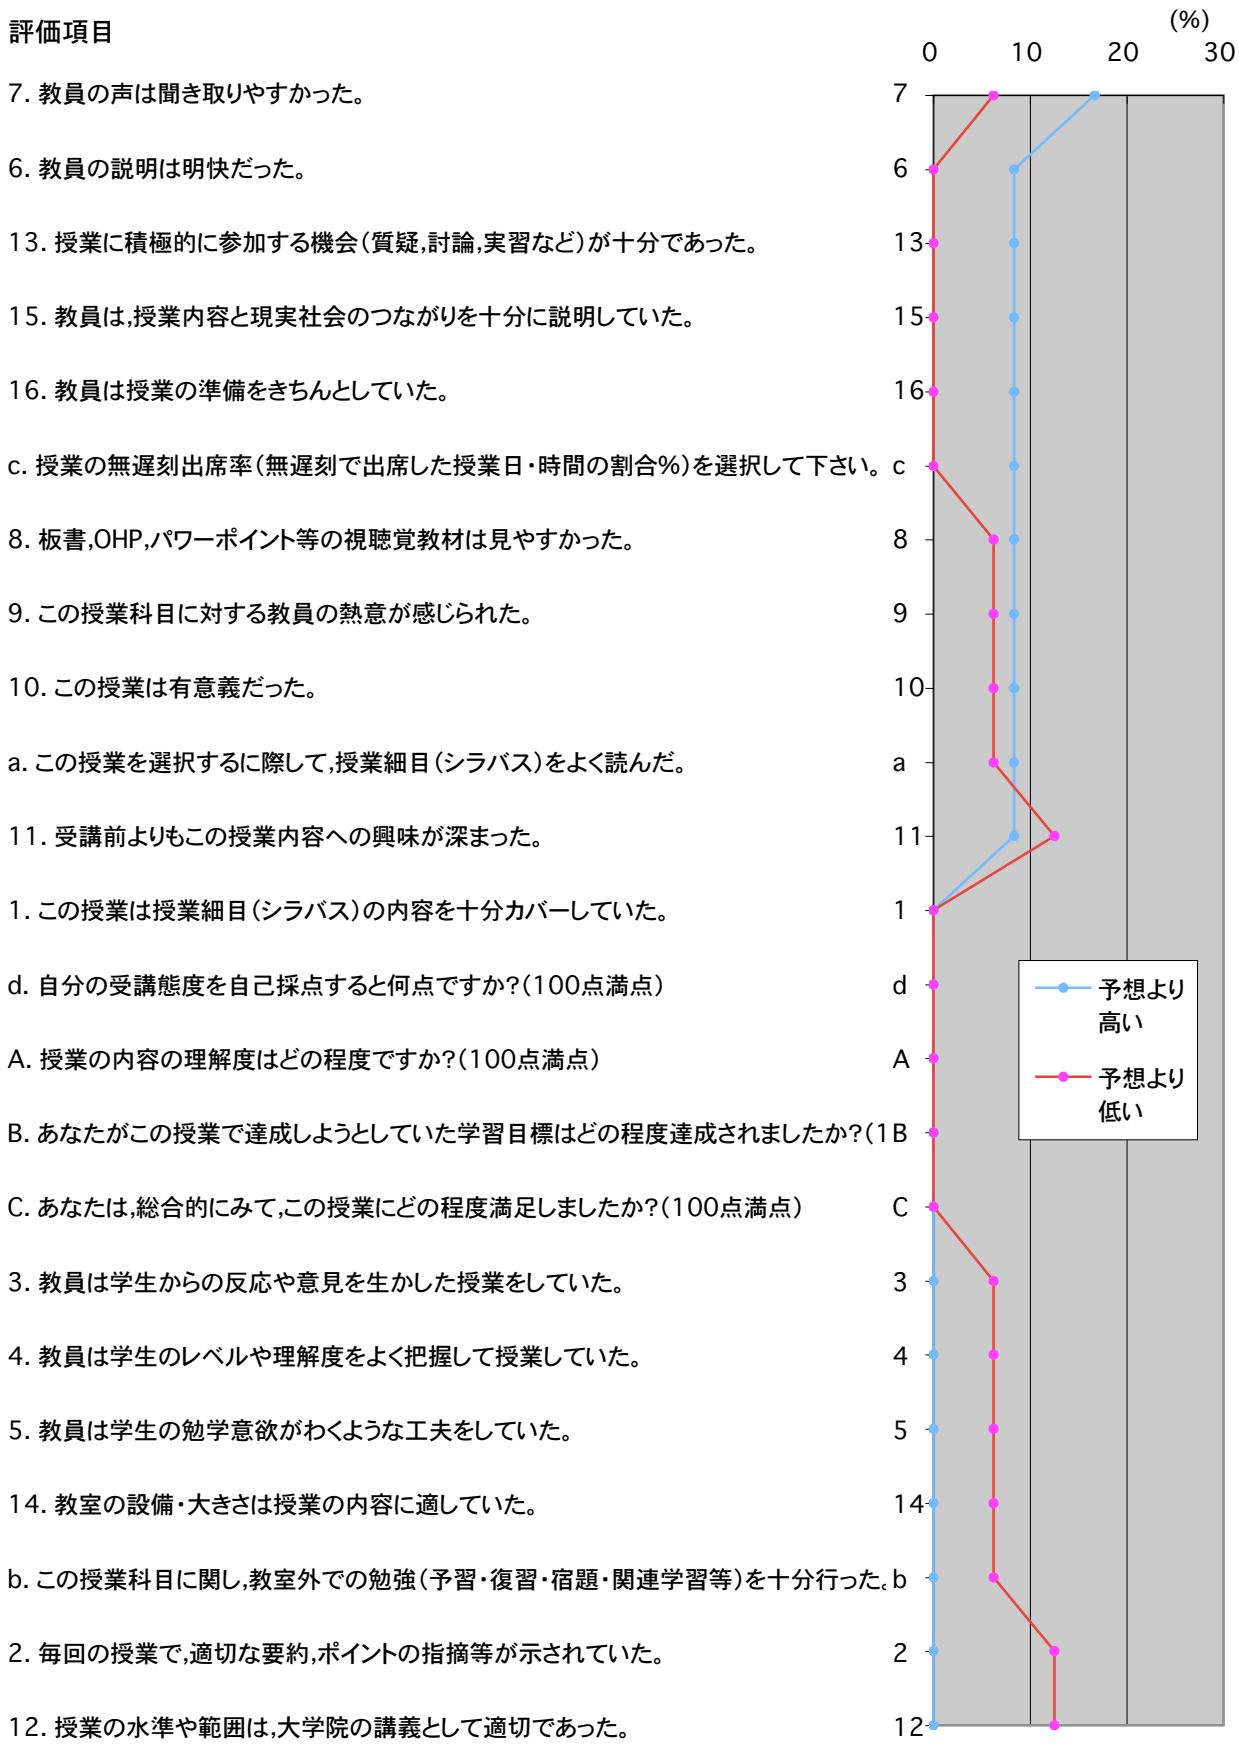 評価項目
(%)
0 10 20 30
7. 教員の声は聞き取りやすかった。 7
6. 教員の説明は明快だった。 6
13. 授業に積極的に参加する機会(質疑,討論,実習など)が十分であった。 13
15. 教員は,授業内容と現実社会のつながりを十分に説明していた。 15
16. 教員は授業の準備をきちんとしていた。 16
c. 授業の無遅刻出席率(無遅刻で出席した授業日・時間の割合%)を選択して下さい。 c
8. 板書,OHP,パワーポイント等の視聴覚教材は見やすかった。 8
9. この授業科目に対する教員の熱意が感じられた。 9
10. この授業は有意義だった。 10
a. この授業を選択するに際して,授業細目(シラバス)をよく読んだ。 a
11. 受講前よりもこの授業内容への興味が深まった。 11
1. この授業は授業細目(シラバス)の内容を十分カバーしていた。 1
d. 自分の受講態度を自己採点すると何点ですか?(100点満点) d
A. 授業の内容の理解度はどの程度ですか?(100点満点) A
B. あなたがこの授業で達成しようとしていた学習目標はどの程度達成されましたか?(1 B
C. あなたは,総合的にみて,この授業にどの程度満足しましたか?(100点満点) C
3. 教員は学生からの反応や意見を生かした授業をしていた。 3
4. 教員は学生のレベルや理解度をよく把握して授業していた。 4
5. 教員は学生の勉学意欲がわくような工夫をしていた。 5
14. 教室の設備・大きさは授業の内容に適していた。 14
b. この授業科目に関し,教室外での勉強(予習・復習・宿題・関連学習等)を十分行った。 b
2. 毎回の授業で,適切な要約,ポイントの指摘等が示されていた。 2
12. 授業の水準や範囲は,大学院の講義として適切であった。 12
予想より
高い
予想より
低い